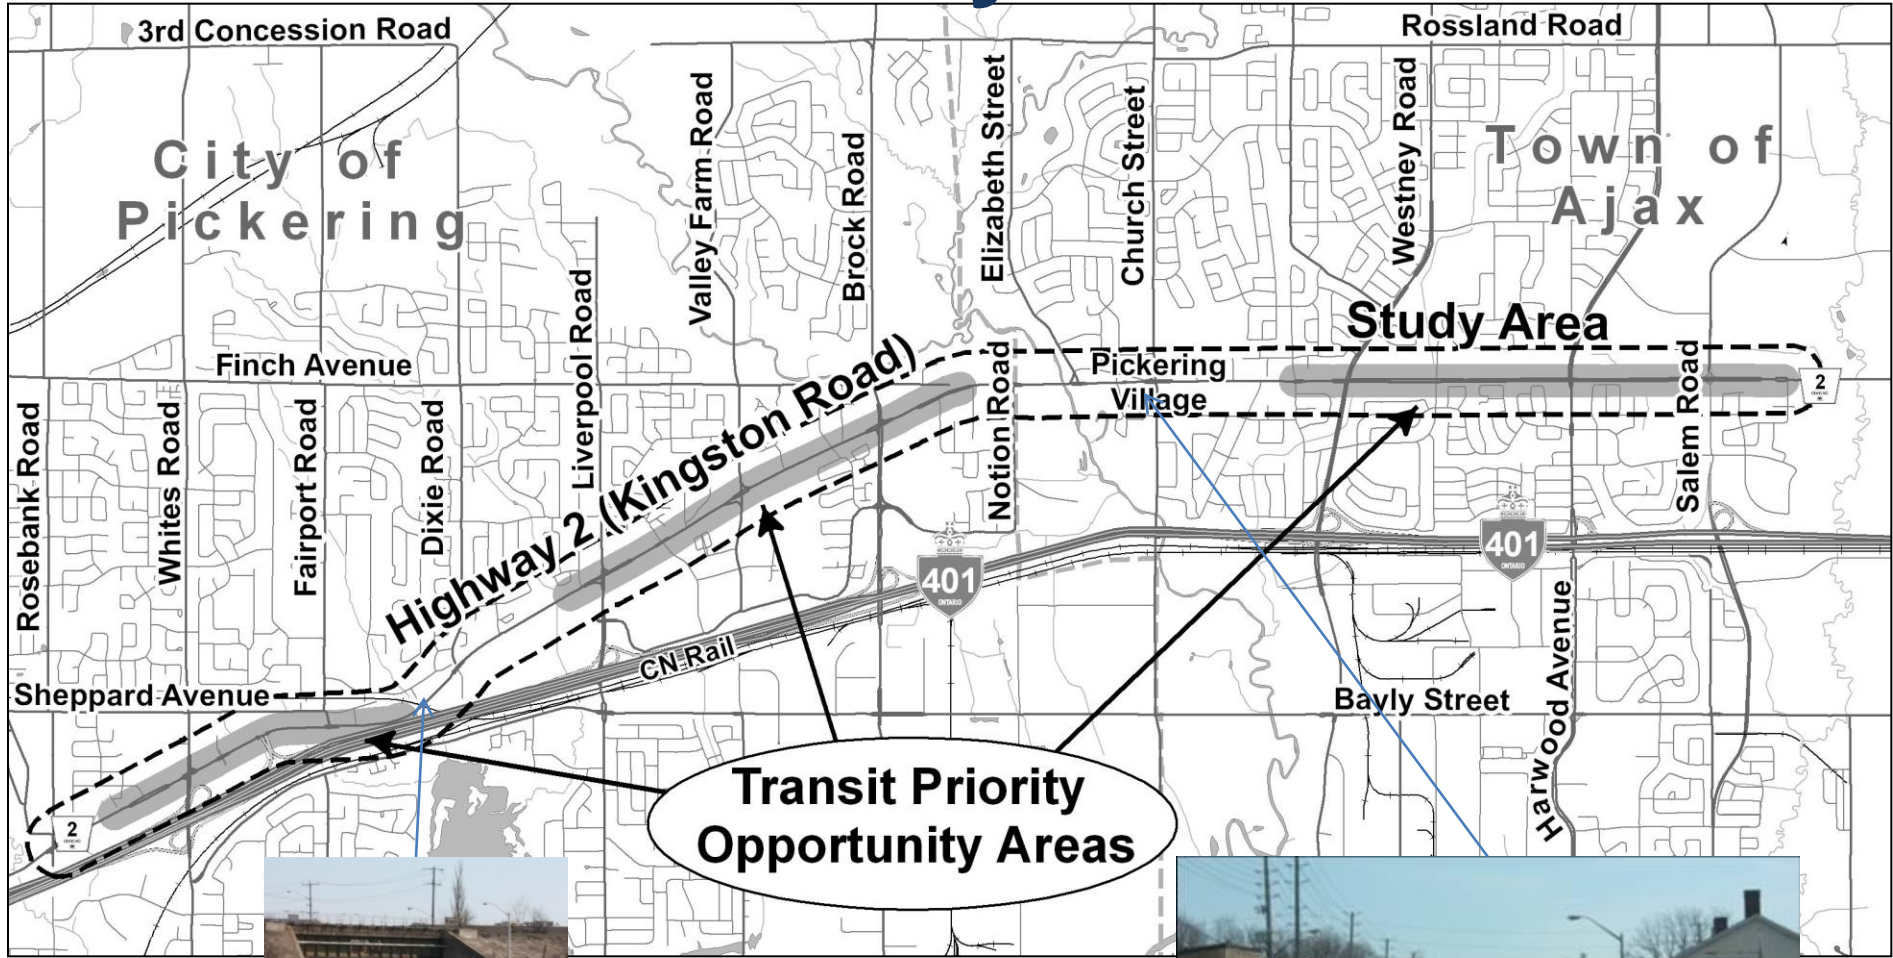 3rd Concession Road
Rossland Road
City of
Pickering
Valley Farm Road
Brock Road
Elizabeth Street
Church Street
Westney Road
Town of
Ajax
Study Area
Finch Avenue
Liverpool Road
Highway 2 (Kingston Road)
Notion Road
Pickering
Village
Salem Road
2
Rosebank Road
Whites Road
Fairport Road
Dixie Road
401
ONTARIO
401
ONTARIO
CN Rail
Sheppard Avenue
Bayly Street
Harwood Avenue
2
Transit Priority
Opportunity Areas